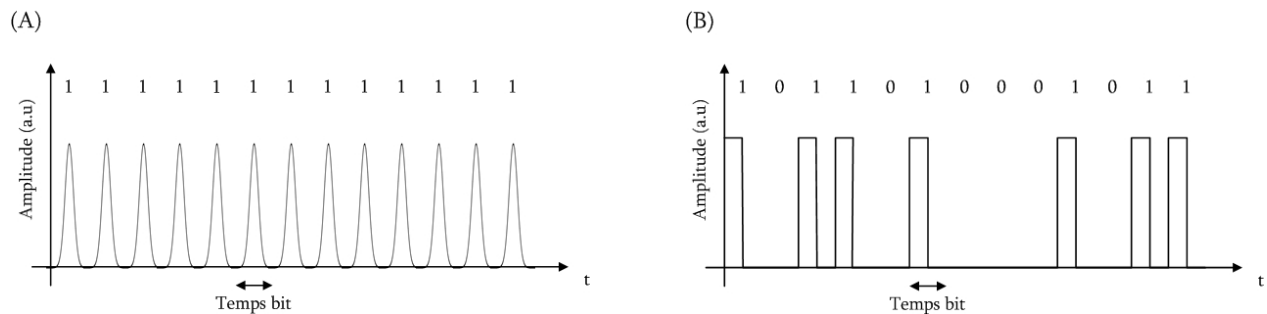 (A)
1 1 1 1 1 1 1 1 1 1 1 1 1
Amplitude (a.u)
t
Temps bit
(B)
1 0 1 1 0 1 0 0 0 1 0 1 1
Amplitude (a.u)
t
Temps bit